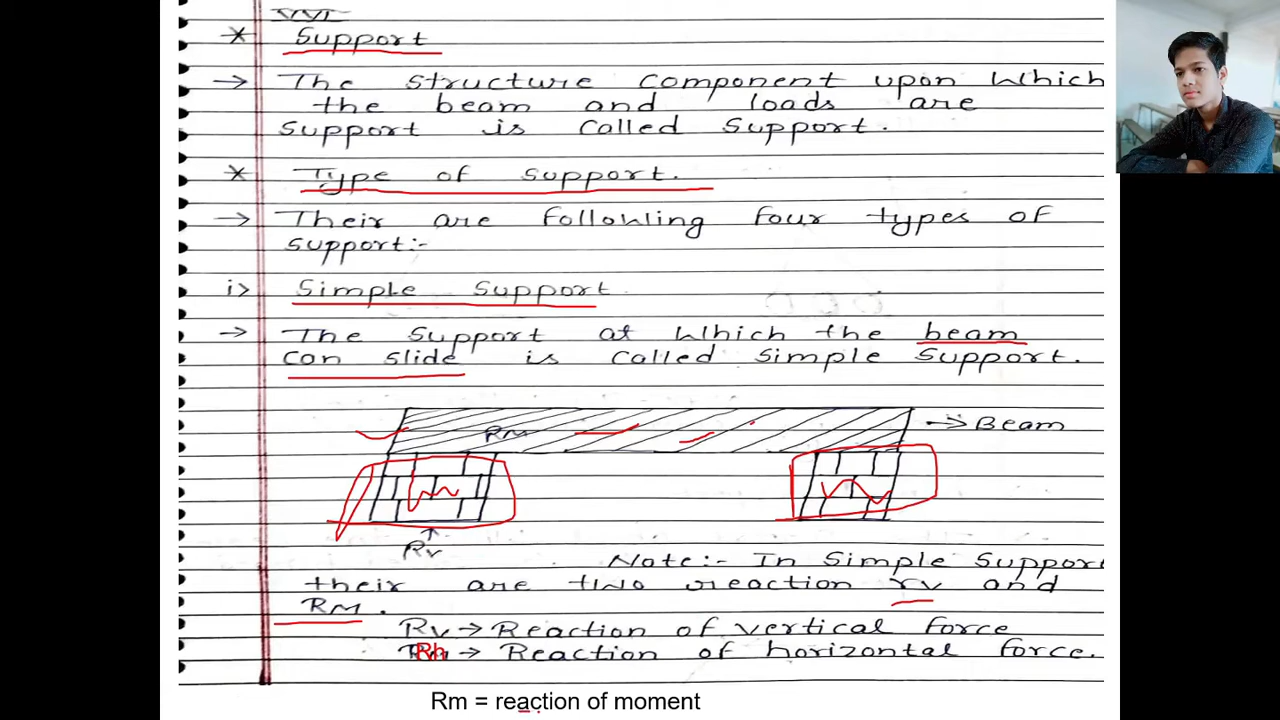 VVI
* Support
→ The structure component upon which
the beam and loads are
support is called support.
* Type of support.
→ Their are following four types of
support:-
i> Simple support
→ The support at which the beam
can slide is called simple support.
RM
→ Beam
Rv
Note:- In simple support
their are two reaction rv and
RM.
Rv → Reaction of vertical force
Rh → Reaction of horizontal force.
Rm = reaction of moment